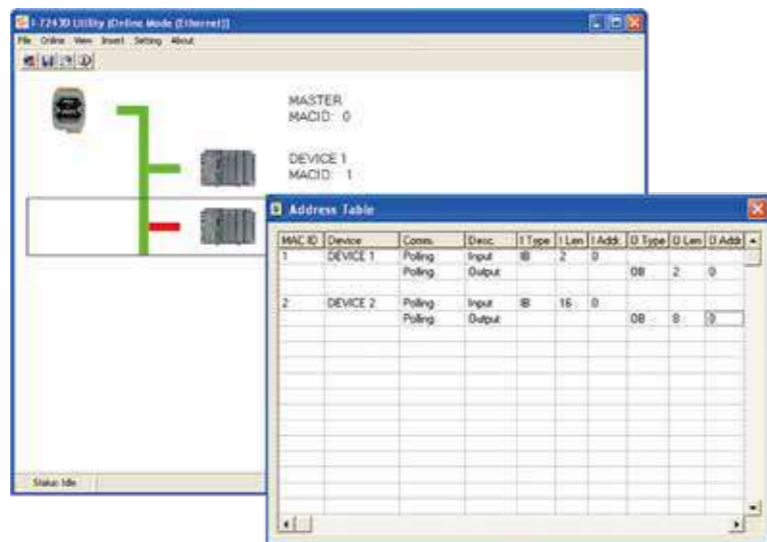 I-7243D Utility (Online Mode (Ethernet))
File Online View Insert Setting About
MASTER
MACID: 0
DEVICE 1
MACID: 1
Address Table
MAC ID Device Comm. Desc. I Type I Len I Addr. O Type O Len O Addr
1 DEVICE 1 Polling Input IB 2 0
Polling Output OB 2 0
2 DEVICE 2 Polling Input IB 16 0
Polling Output OB 8 0
Status: Idle